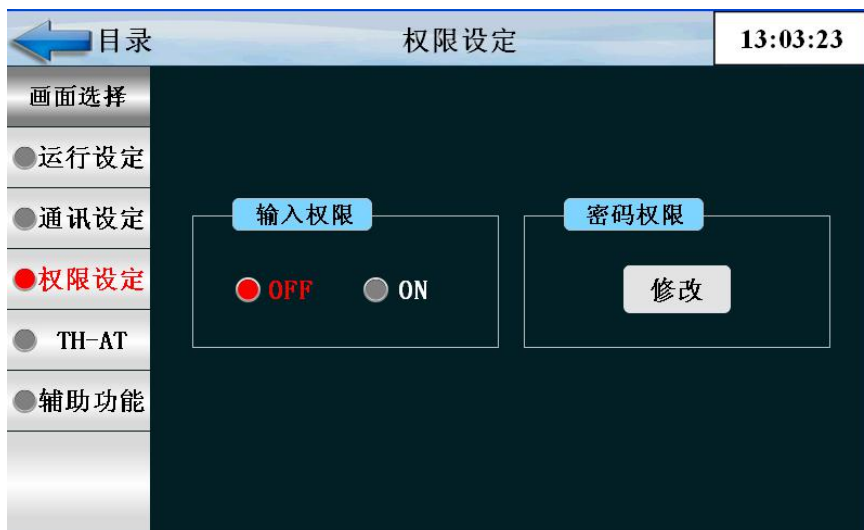 目录
权限设定
13:03:23
画面选择
运行设定
通讯设定
权限设定
TH-AT
辅助功能
输入权限
OFF
ON
密码权限
修改